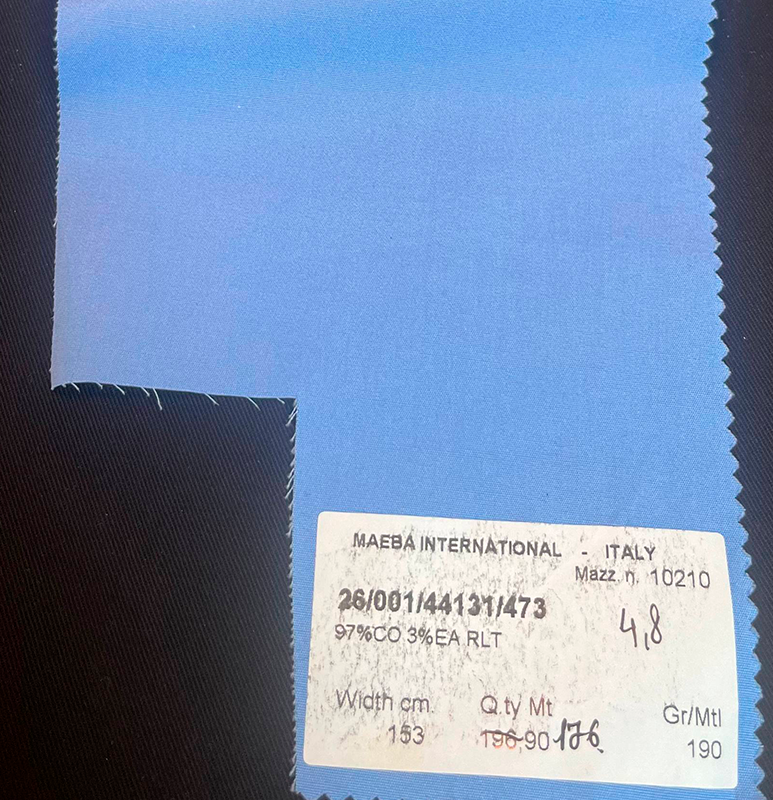 MAEBA INTERNATIONAL - ITALY
Mazz. n. 10210
26/001/44131/473
4,8
97%CO 3%EA RLT
Width cm. Q.ty Mt Gr/Mtl
153 196,90 176 190